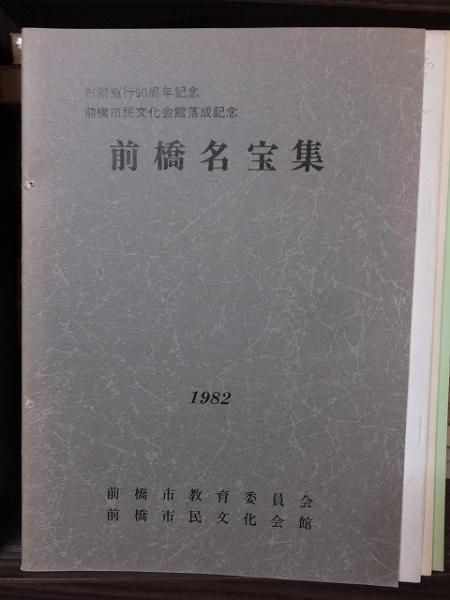 市制施行90周年記念
前橋市民文化会館落成記念
前橋名宝集
1982
前橋市教育委員会
前橋市民文化会館